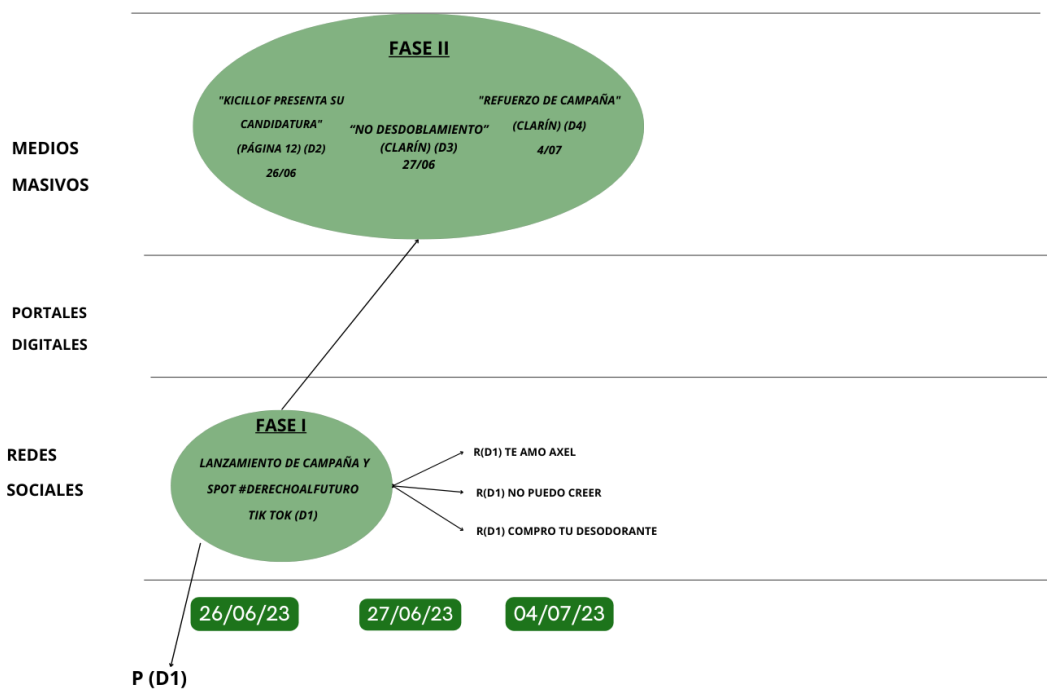 FASE II
"KICILLOF PRESENTA SU
CANDIDATURA"
(PÁGINA 12) (D2)
26/06
"NO DESDOBLAMIENTO"
(CLARÍN) (D3)
27/06
"REFUERZO DE CAMPAÑA"
(CLARÍN) (D4)
4/07
MEDIOS
MASIVOS
PORTALES
DIGITALES
REDES
SOCIALES
FASE I
LANZAMIENTO DE CAMPAÑA Y
SPOT #DERECHOALFUTURO
TIK TOK (D1)
R(D1) TE AMO AXEL
R(D1) NO PUEDO CREER
R(D1) COMPRO TU DESODORANTE
26/06/23
27/06/23
04/07/23
P (D1)